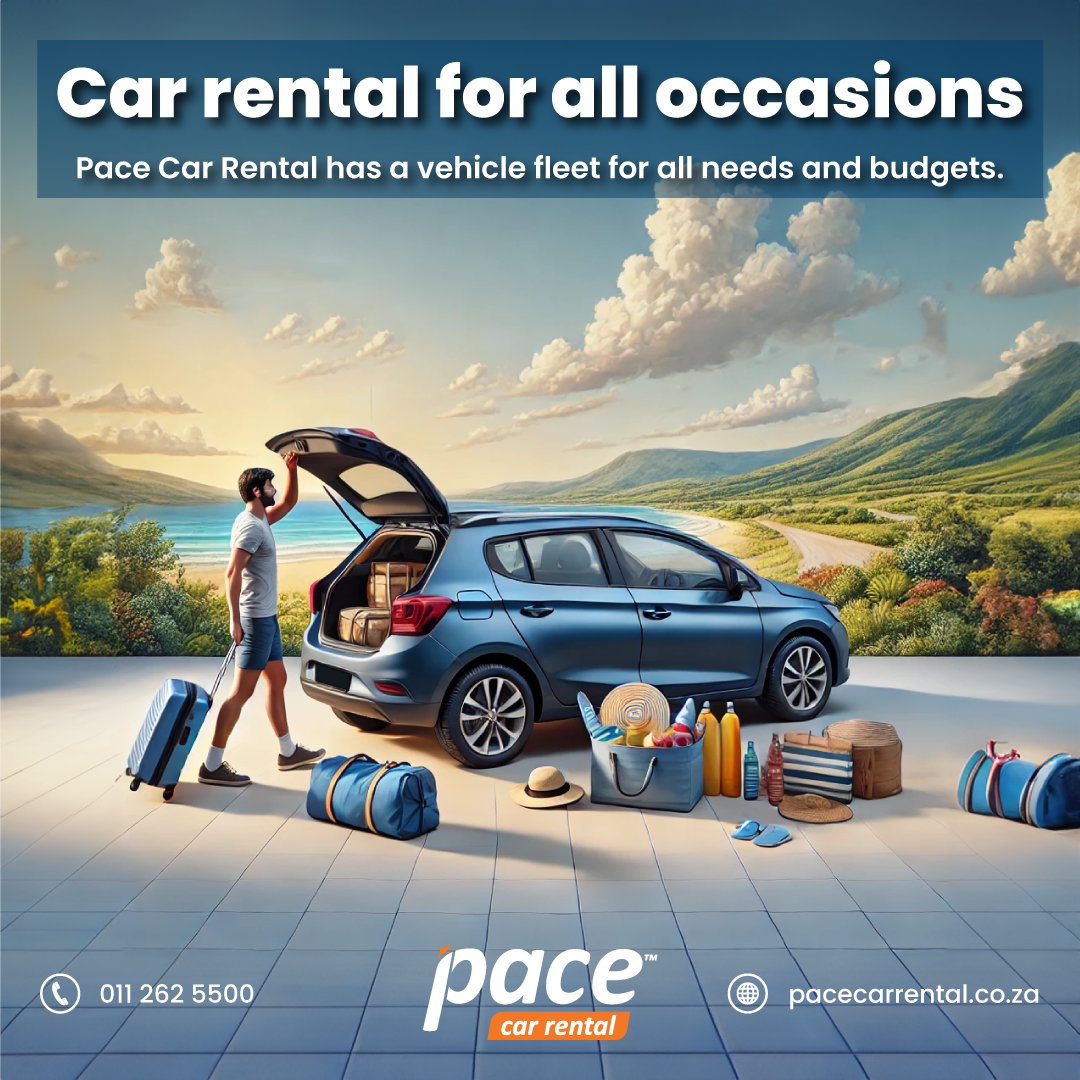 Car rental for all occasions
Pace Car Rental has a vehicle fleet for all needs and budgets.
pace™
car rental
011 262 5500
pacecarrental.co.za